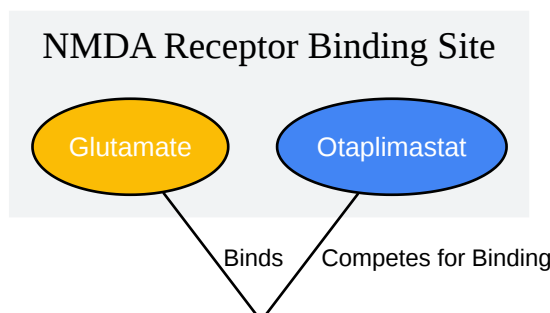 NMDA Receptor Binding Site
Glutamate
Otaplimastat
Binds
Competes for Binding